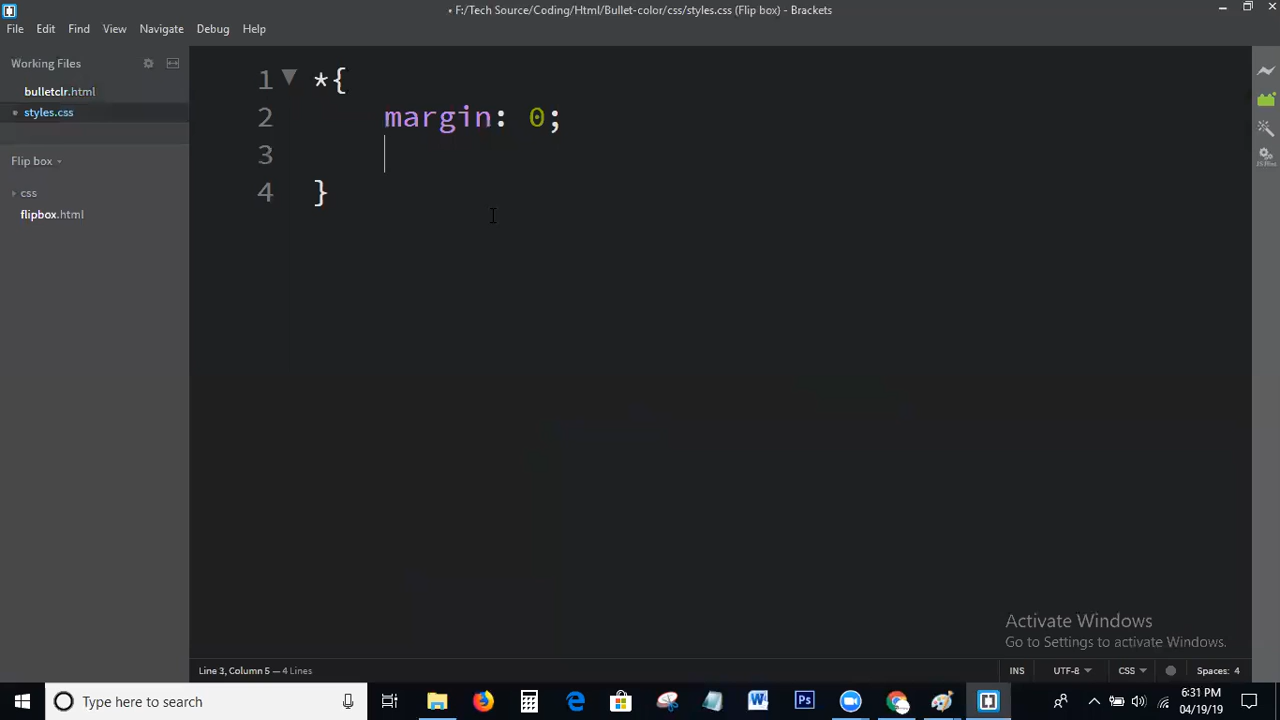 • F:/Tech Source/Coding/Html/Bullet-color/css/styles.css (Flip box) - Brackets
File Edit Find View Navigate Debug Help
Working Files
bulletclr.html
• styles.css
Flip box
css
flipbox.html
1 *{
2 margin: 0;
3
4 }
Activate Windows
Go to Settings to activate Windows.
Line 3, Column 5 — 4 Lines
INS UTF-8 CSS Spaces: 4
Type here to search
5:31 PM
04/19/19